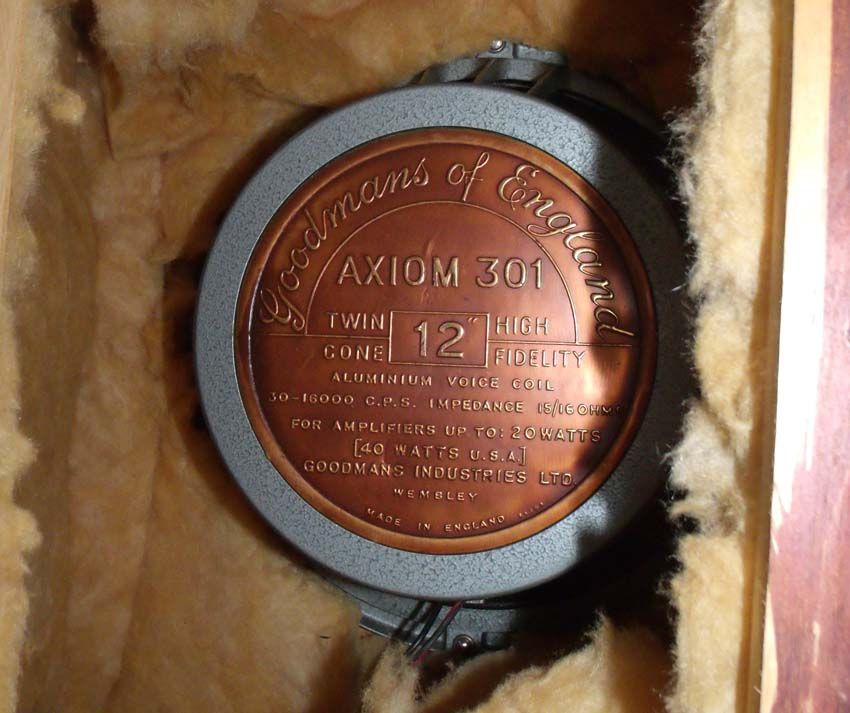 Goodmans of England
AXIOM 301
TWIN CONE
12"
HIGH FIDELITY
ALUMINIUM VOICE COIL
30-16000 C.P.S. IMPEDANCE 15/16 OHMS
FOR AMPLIFIERS UP TO: 20 WATTS
[40 WATTS U.S.A.]
GOODMANS INDUSTRIES LTD.
WEMBLEY
MADE IN ENGLAND